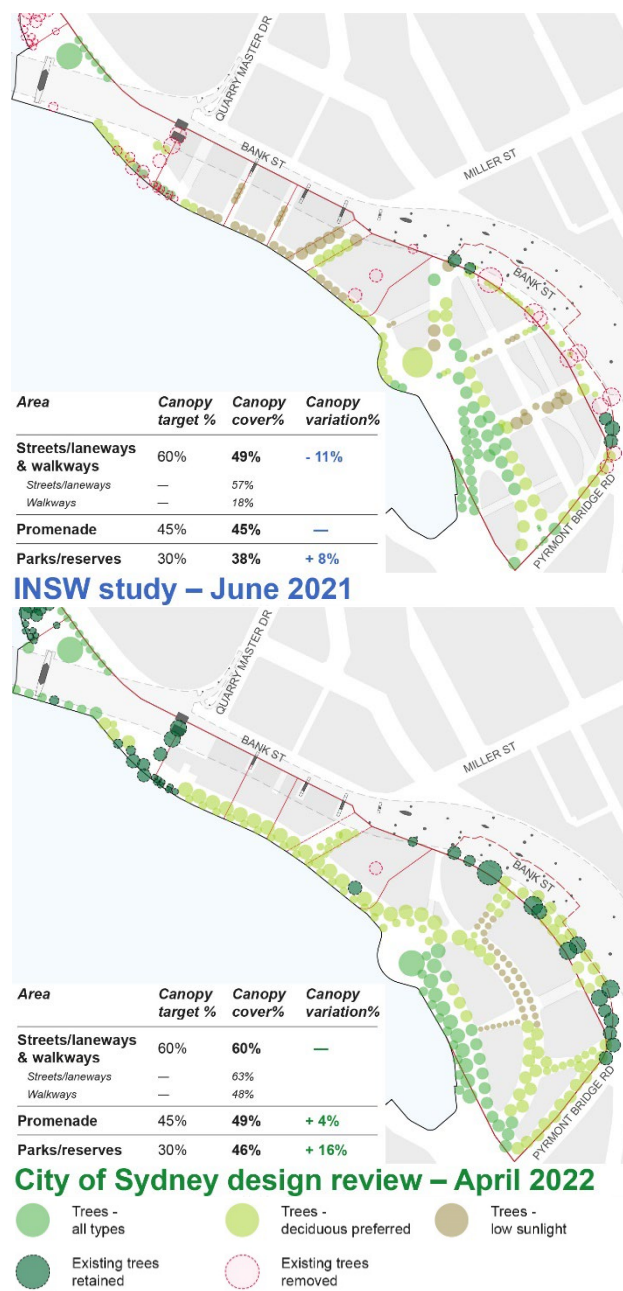 QUARRY MASTER DR
BANK ST
MILLER ST
BANK ST
PYRMONT BRIDGE RD
Area Canopy target % Canopy cover% Canopy variation%
Streets/laneways & walkways 60% 49% - 11%
Streets/laneways — 57%
Walkways — 18%
Promenade 45% 45% —
Parks/reserves 30% 38% + 8%
INSW study – June 2021
QUARRY MASTER DR
BANK ST
MILLER ST
BANK ST
PYRMONT BRIDGE RD
Area Canopy target % Canopy cover% Canopy variation%
Streets/laneways & walkways 60% 60% —
Streets/laneways — 63%
Walkways — 48%
Promenade 45% 49% + 4%
Parks/reserves 30% 46% + 16%
City of Sydney design review – April 2022
Trees - all types
Trees - deciduous preferred
Trees - low sunlight
Existing trees retained
Existing trees removed